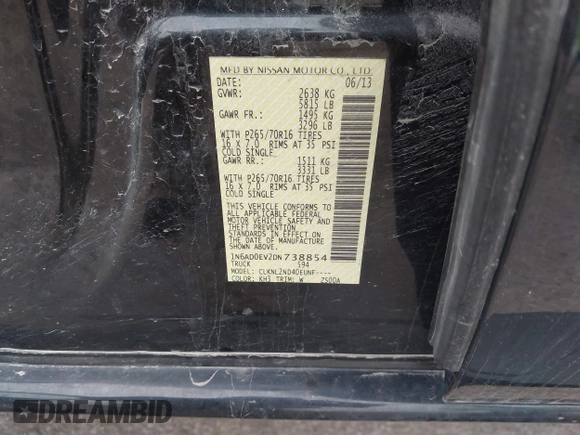 MFD BY NISSAN MOTOR CO., LTD.
DATE: 06/13
GVWR: 2638 KG
5815 LB
GAWR FR.: 1495 KG
3296 LB
WITH P265/70R16 TIRES
16 X 7.0 RIMS AT 35 PSI
COLD SINGLE
GAWR RR.: 1511 KG
3331 LB
WITH P265/70R16 TIRES
16 X 7.0 RIMS AT 35 PSI
COLD SINGLE
THIS VEHICLE CONFORMS TO
ALL APPLICABLE FEDERAL
MOTOR VEHICLE SAFETY AND
THEFT PREVENTION STANDARDS
IN EFFECT ON THE DATE OF
MANUFACTURE SHOWN ABOVE.
1N6AD0EV2DN738854
TRUCK 594
MODEL: CLKNLZND40EUNF----
COLOR: KH3 TRIM: W Z500A
DREAMBID